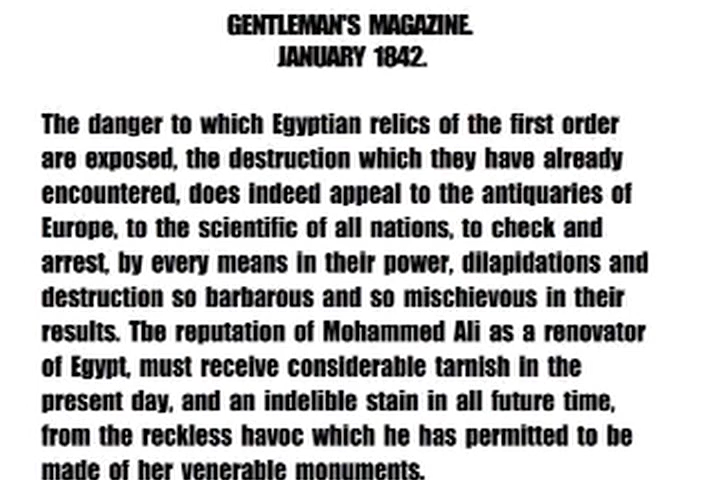 GENTLEMAN'S MAGAZINE.
JANUARY 1842.
The danger to which Egyptian relics of the first order
are exposed, the destruction which they have already
encountered, does indeed appeal to the antiquaries of
Europe, to the scientific of all nations, to check and
arrest, by every means in their power, dilapidations and
destruction so barbarous and so mischievous in their
results. The reputation of Mohammed Ali as a renovator
of Egypt, must receive considerable tarnish in the
present day, and an indelible stain in all future time,
from the reckless havoc which he has permitted to be
made of her venerable monuments.